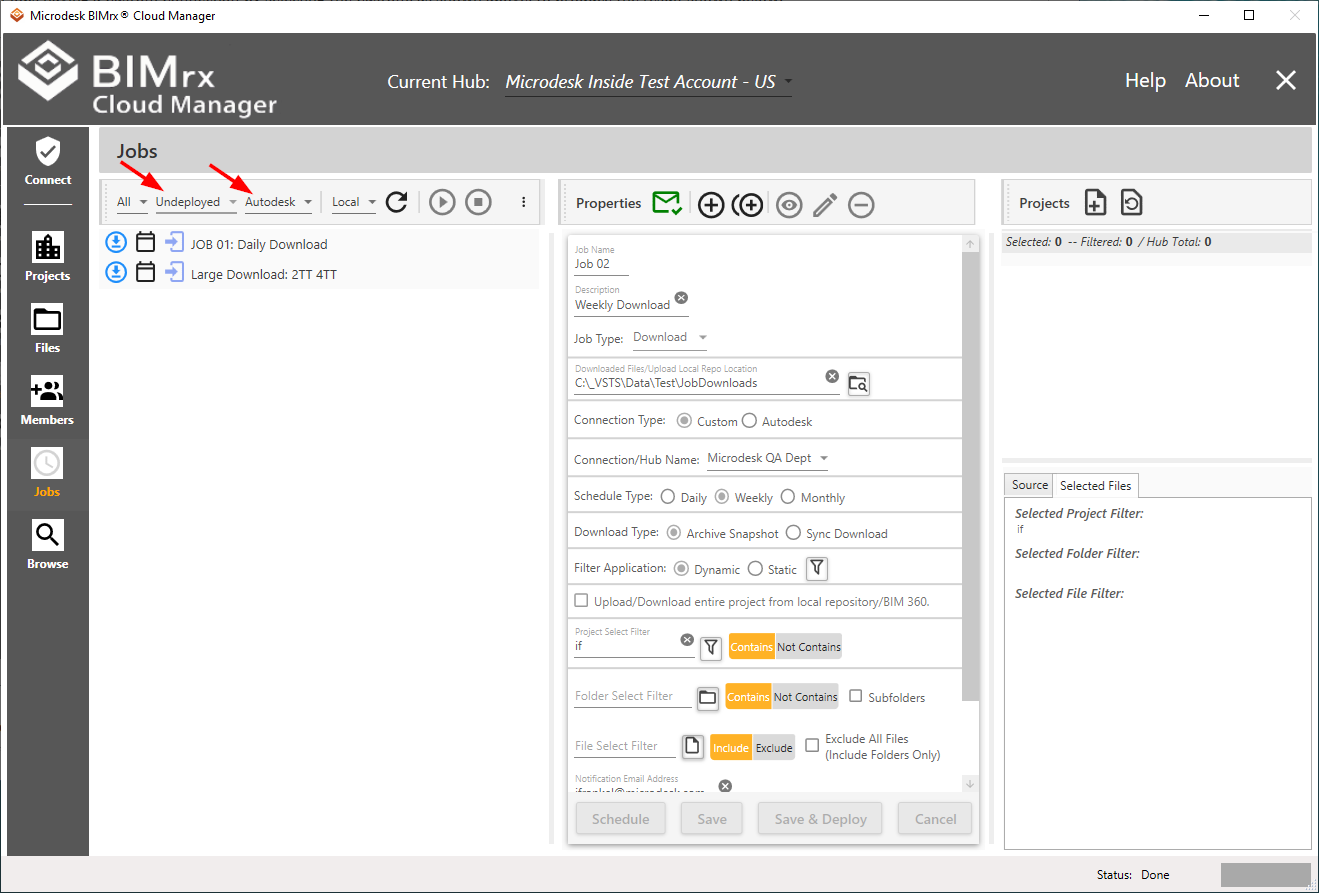 Microdesk BIMrx® Cloud Manager
BIMrx
Cloud Manager
Current Hub: Microdesk Inside Test Account - US
Help About
Connect
Projects
Files
Members
Jobs
Browse
Jobs
All Undeployed Autodesk Local
JOB 01: Daily Download
Large Download: 2TT 4TT
Properties
Job Name
Job 02
Description
Weekly Download
Job Type: Download
Downloaded Files/Upload Local Repo Location
C:\_VSTS\Data\Test\JobDownloads
Connection Type: Custom Autodesk
Connection/Hub Name: Microdesk QA Dept
Schedule Type: Daily Weekly Monthly
Download Type: Archive Snapshot Sync Download
Filter Application: Dynamic Static
Upload/Download entire project from local repository/BIM 360.
Project Select Filter
if
Contains Not Contains
Folder Select Filter Contains Not Contains Subfolders
File Select Filter Include Exclude Exclude All Files
(Include Folders Only)
Notification Email Address
Schedule Save Save & Deploy Cancel
Projects
Selected: 0 -- Filtered: 0 / Hub Total: 0
Source Selected Files
Selected Project Filter:
if
Selected Folder Filter:
Selected File Filter:
Status: Done